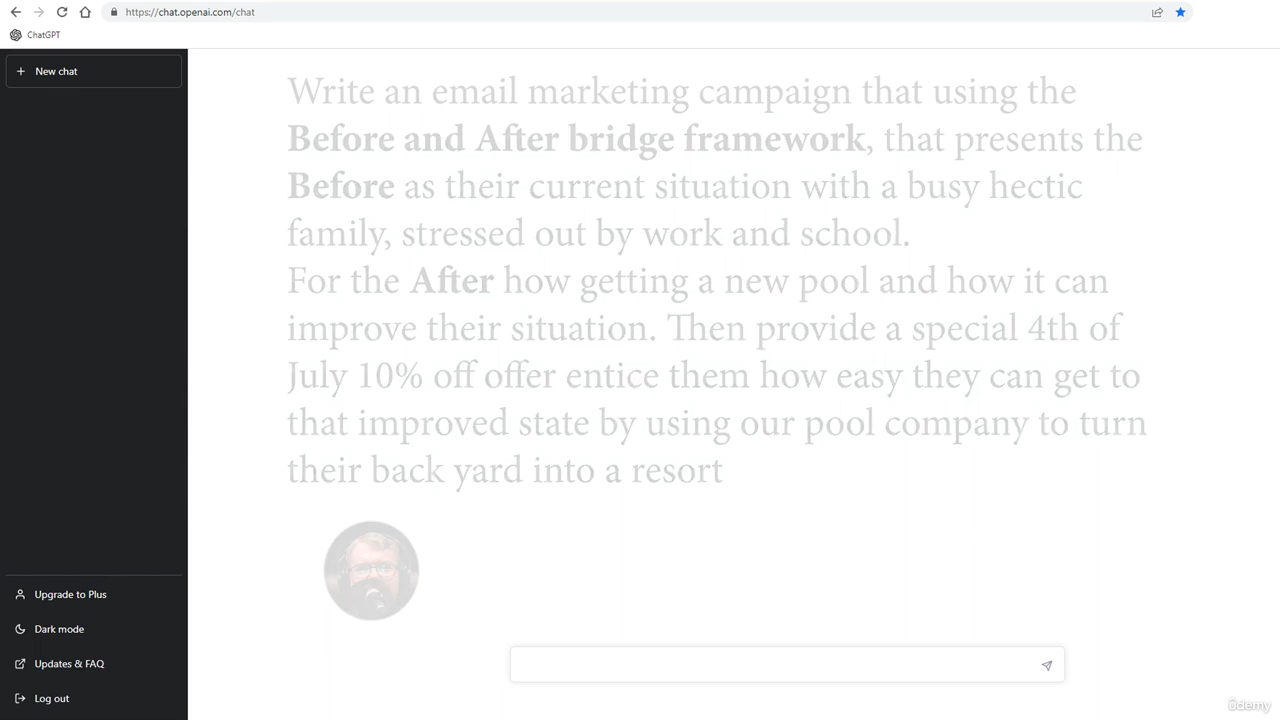 https://chat.openai.com/chat
ChatGPT
New chat
Write an email marketing campaign that using the
Before and After bridge framework, that presents the
Before as their current situation with a busy hectic
family, stressed out by work and school.
For the After how getting a new pool and how it can
improve their situation. Then provide a special 4th of
July 10% off offer entice them how easy they can get to
that improved state by using our pool company to turn
their back yard into a resort
Upgrade to Plus
Dark mode
Updates & FAQ
Log out
ûdemy